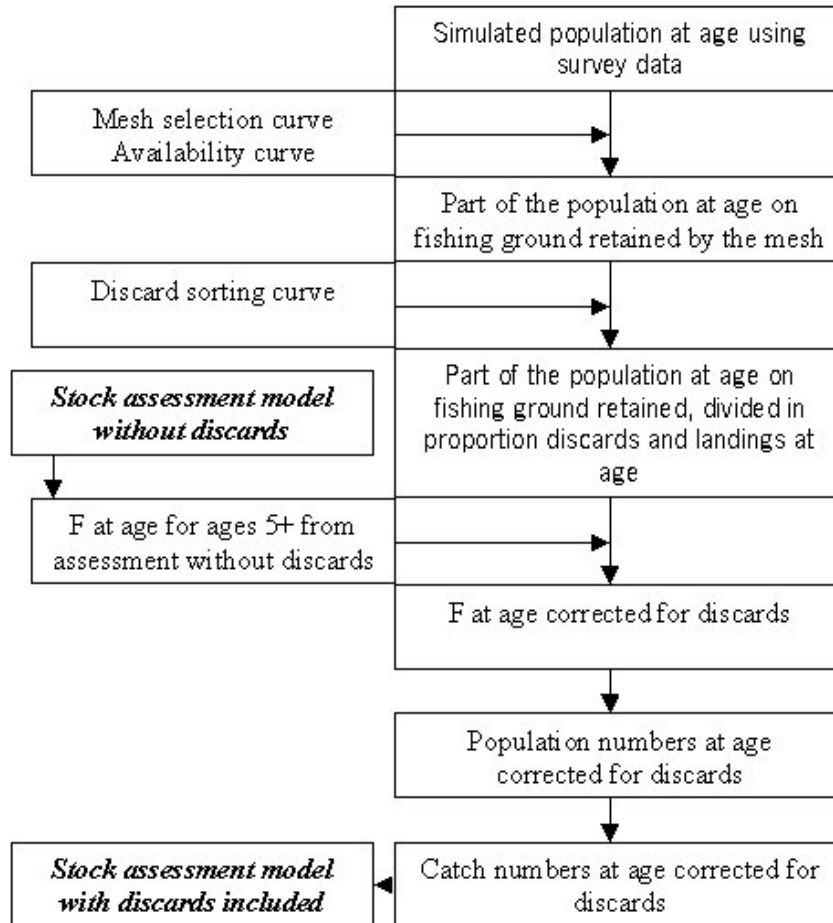 Simulated population at age using
survey data
Mesh selection curve
Availability curve
Part of the population at age on
fishing ground retained by the mesh
Discard sorting curve
Part of the population at age on
fishing ground retained, divided in
proportion discards and landings at
age
Stock assessment model
without discards
F at age for ages 5+ from
assessment without discards
F at age corrected for discards
Population numbers at age
corrected for discards
Catch numbers at age corrected for
discards
Stock assessment model
with discards included